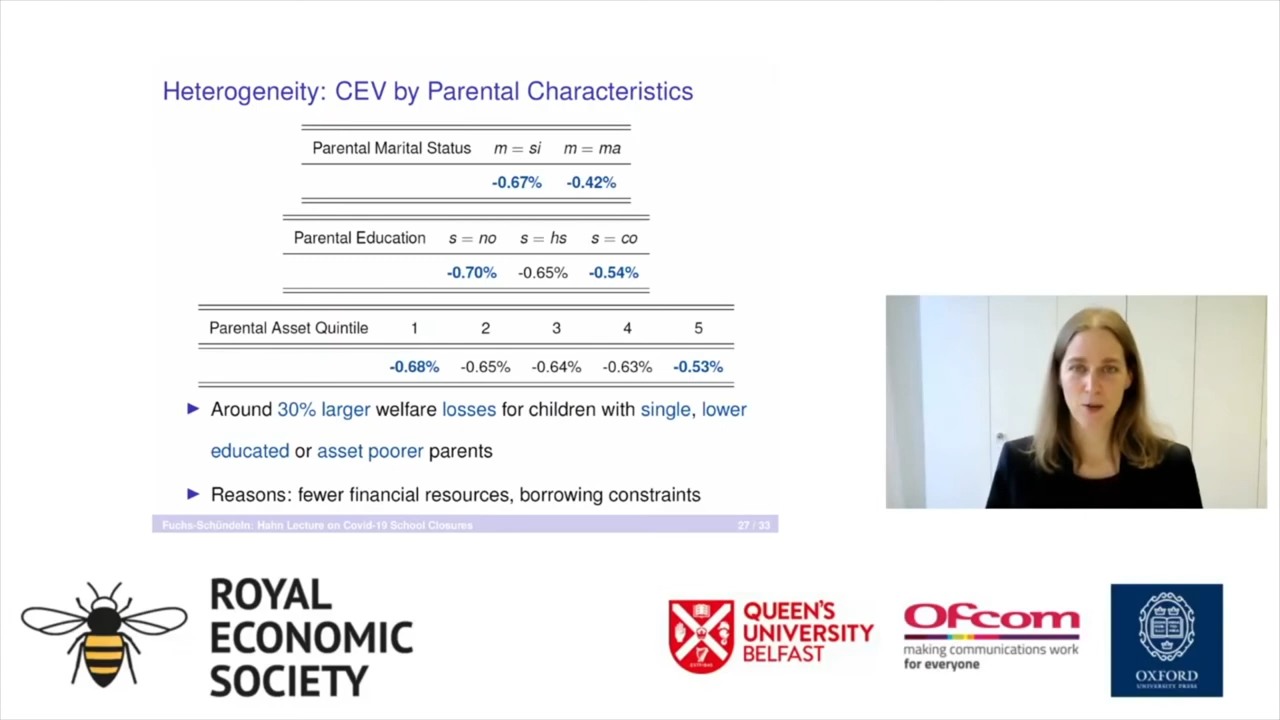 Heterogeneity: CEV by Parental Characteristics
Parental Marital Status m = si m = ma
-0.67% -0.42%
Parental Education s = no s = hs s = co
-0.70% -0.65% -0.54%
Parental Asset Quintile 1 2 3 4 5
-0.68% -0.65% -0.64% -0.63% -0.53%
▶ Around 30% larger welfare losses for children with single, lower
educated or asset poorer parents
▶ Reasons: fewer financial resources, borrowing constraints
Fuchs-Schündeln: Hahn Lecture on Covid-19 School Closures 27 / 33
ROYAL
ECONOMIC
SOCIETY
QUEEN'S
UNIVERSITY
BELFAST
Ofcom
making communications work
for everyone
OXFORD
UNIVERSITY PRESS